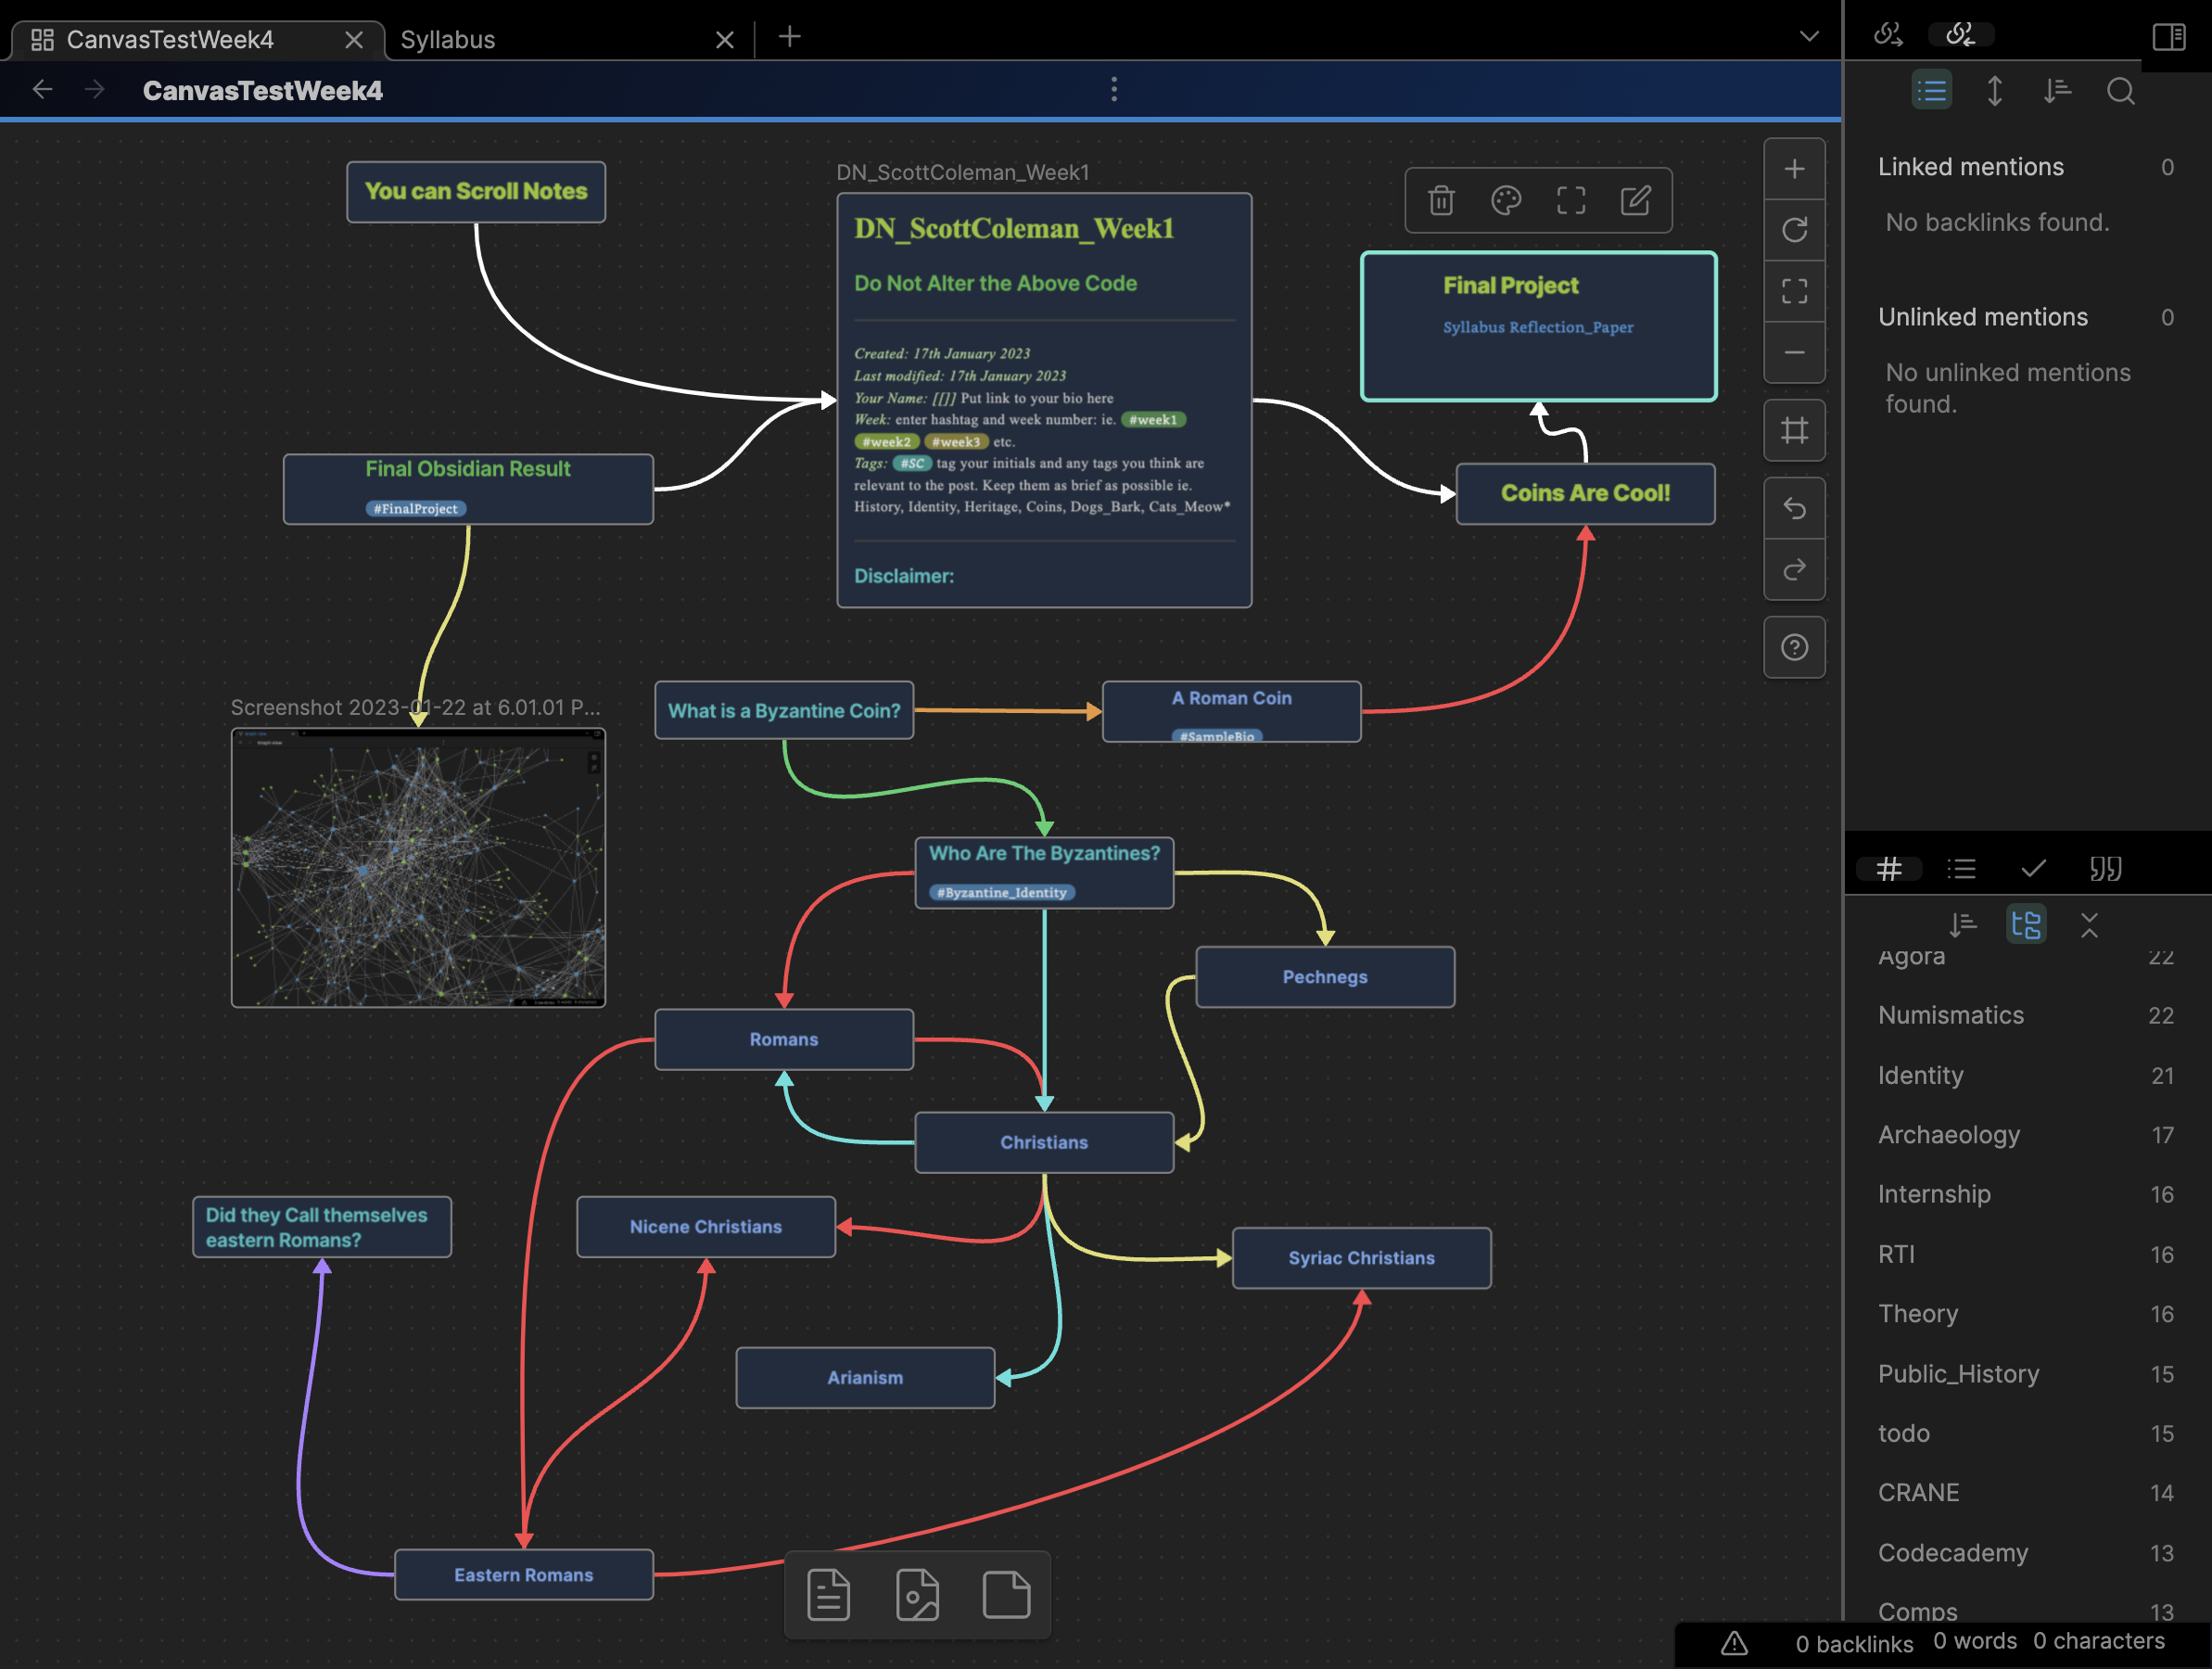 CanvasTestWeek4
Syllabus
CanvasTestWeek4
You can Scroll Notes
DN_ScottColeman_Week1
DN_ScottColeman_Week1
Do Not Alter the Above Code
Created: 17th January 2023
Last modified: 17th January 2023
Your Name: [[]] Put link to your bio here
Week: enter hashtag and week number: ie. #week1
#week2 #week3 etc.
Tags: #SC tag your initials and any tags you think are
relevant to the post. Keep them as brief as possible ie.
History, Identity, Heritage, Coins, Dogs_Bark, Cats_Meow*
Disclaimer:
Final Project
Syllabus Reflection_Paper
Final Obsidian Result
#FinalProject
Coins Are Cool!
Screenshot 2023-01-22 at 6.01.01 P...
What is a Byzantine Coin?
A Roman Coin
#SampleBio
Who Are The Byzantines?
#Byzantine_Identity
Pechnegs
Romans
Christians
Did they Call themselves
eastern Romans?
Nicene Christians
Syriac Christians
Arianism
Eastern Romans
Linked mentions 0
No backlinks found.
Unlinked mentions 0
No unlinked mentions
found.
Agora 22
Numismatics 22
Identity 21
Archaeology 17
Internship 16
RTI 16
Theory 16
Public_History 15
todo 15
CRANE 14
Codecademy 13
Comps 13
0 backlinks 0 words 0 characters